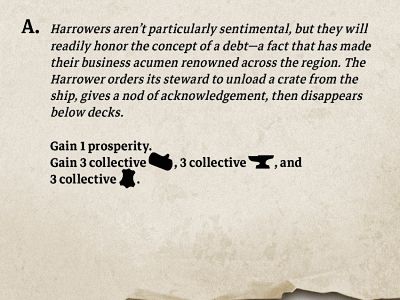 A. Harrowers aren't particularly sentimental, but they will
readily honor the concept of a debt—a fact that has made
their business acumen renowned across the region. The
Harrower orders its steward to unload a crate from the
ship, gives a nod of acknowledgement, then disappears
below decks.
Gain 1 prosperity.
Gain 3 collective , 3 collective , and
3 collective .